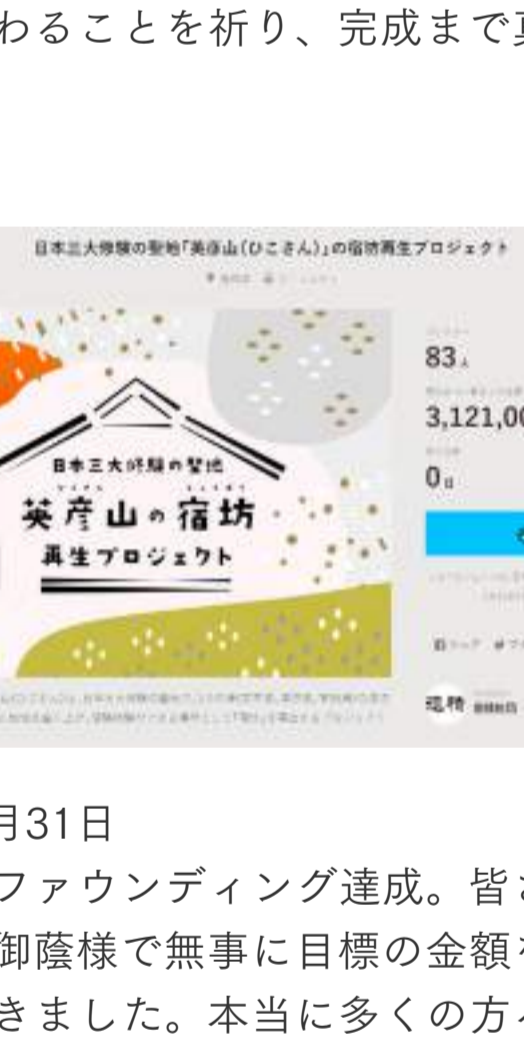 わることを祈り、完成まで
日本三大修験の聖地「英彦山(ひこさん)」の宿坊再生プロジェクト
83人
3,121,0
0日
日本三大修験の聖地
英彦山の宿坊
再生プロジェクト
月31日
ファウンディング達成。皆
御蔭様で無事に目標の金額
きました。本当に多くの方